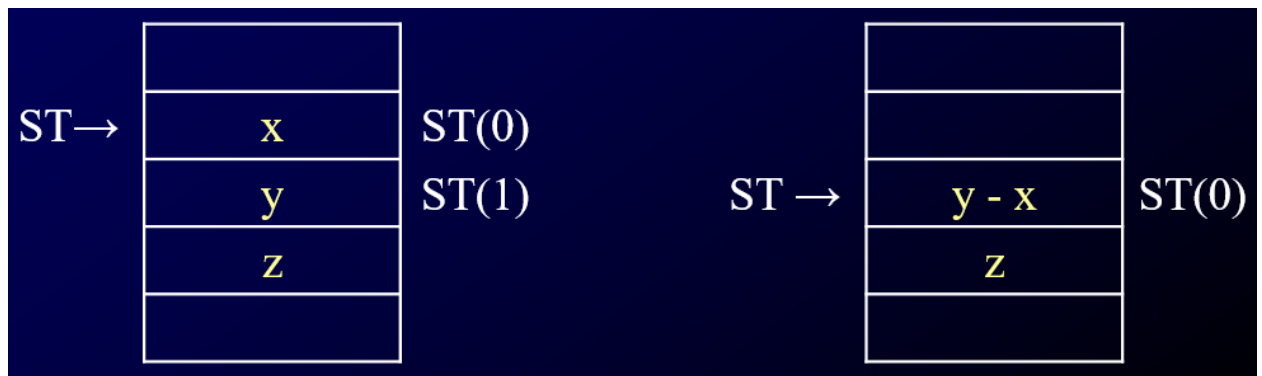 ST→ x ST(0)
y ST(1) ST → y - x ST(0)
z z